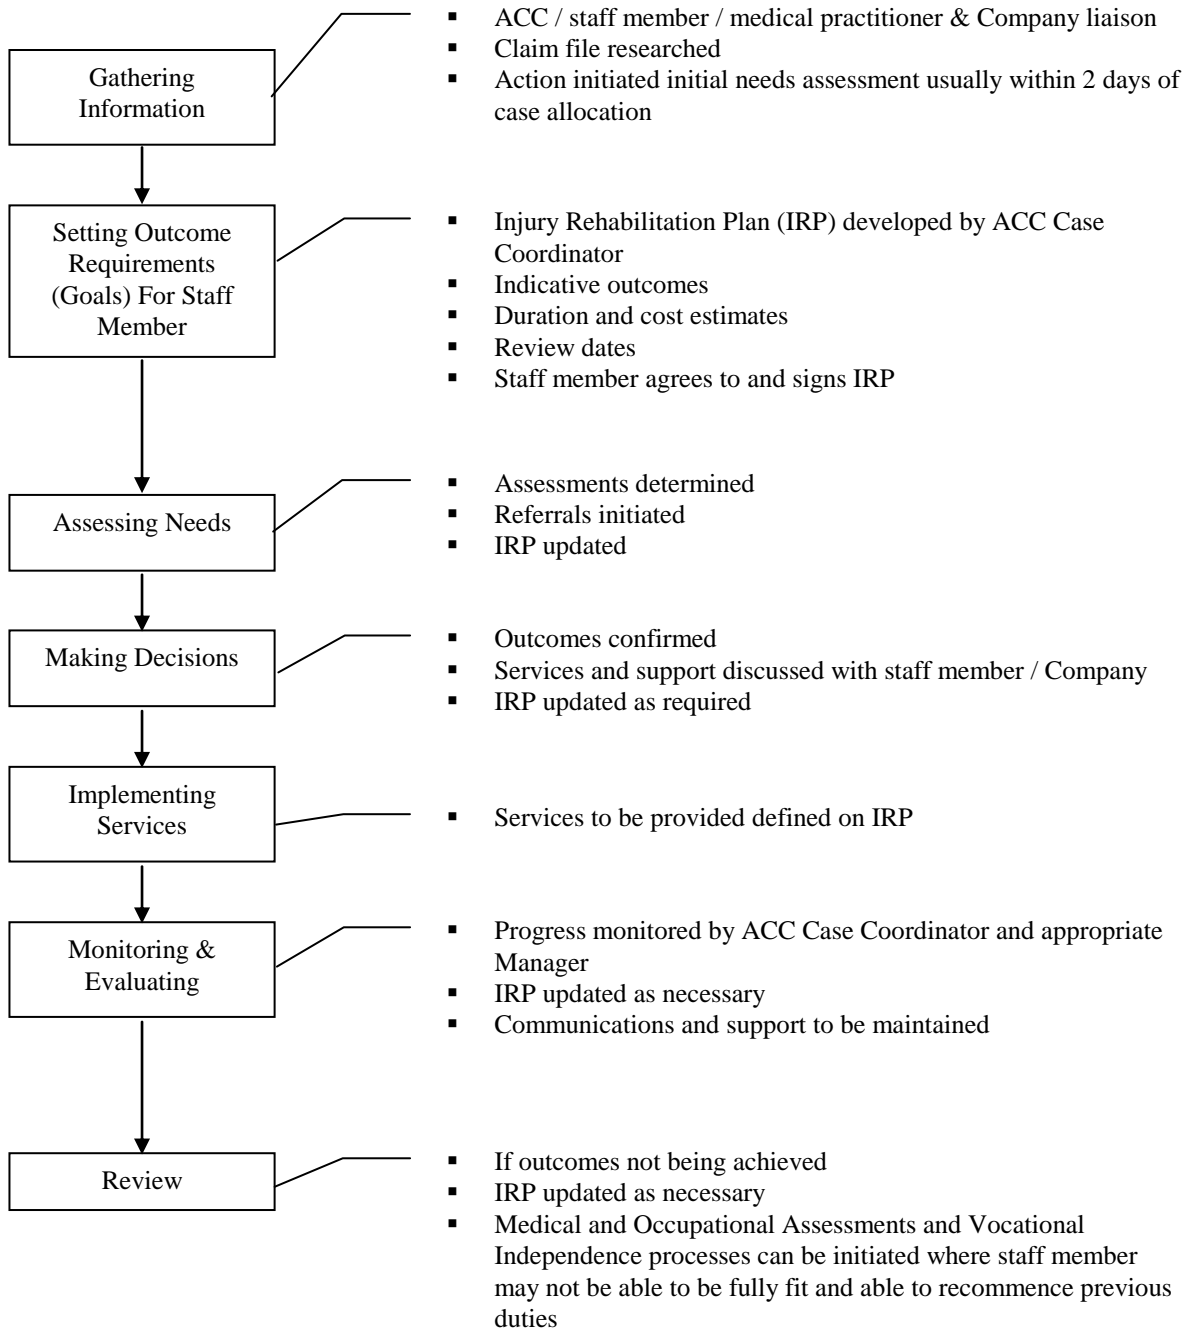 ACC / staff member / medical practitioner & Company liaison
Claim file researched
Action initiated initial needs assessment usually within 2 days of
case allocation
Gathering
Information
Setting Outcome
Requirements
(Goals) For Staff
Member
Injury Rehabilitation Plan (IRP) developed by ACC Case
Coordinator
Indicative outcomes
Duration and cost estimates
Review dates
Staff member agrees to and signs IRP
Assessing Needs
Assessments determined
Referrals initiated
IRP updated
Making Decisions
Outcomes confirmed
Services and support discussed with staff member / Company
IRP updated as required
Implementing
Services
Services to be provided defined on IRP
Monitoring &
Evaluating
Progress monitored by ACC Case Coordinator and appropriate
Manager
IRP updated as necessary
Communications and support to be maintained
Review
If outcomes not being achieved
IRP updated as necessary
Medical and Occupational Assessments and Vocational
Independence processes can be initiated where staff member
may not be able to be fully fit and able to recommence previous
duties